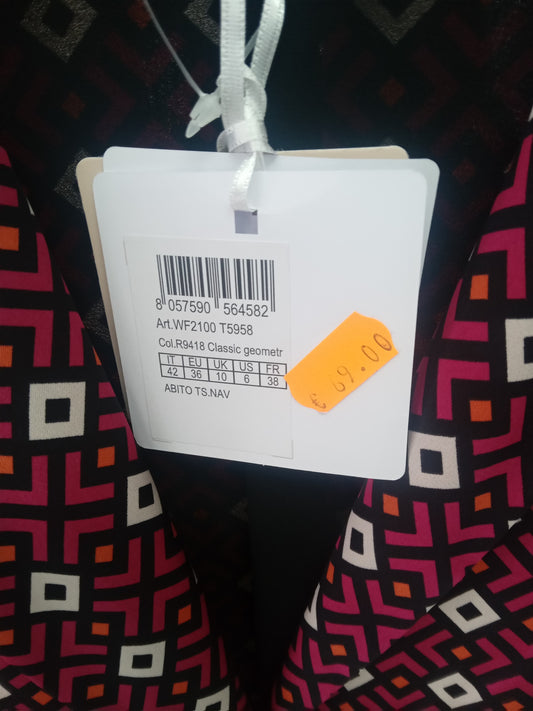 8 057590 564582
Art.WF2100 T5958
Col.R9418 Classic geometr
IT EU UK US FR
42 36 10 6 38
ABITO TS.NAV
€ 69.00